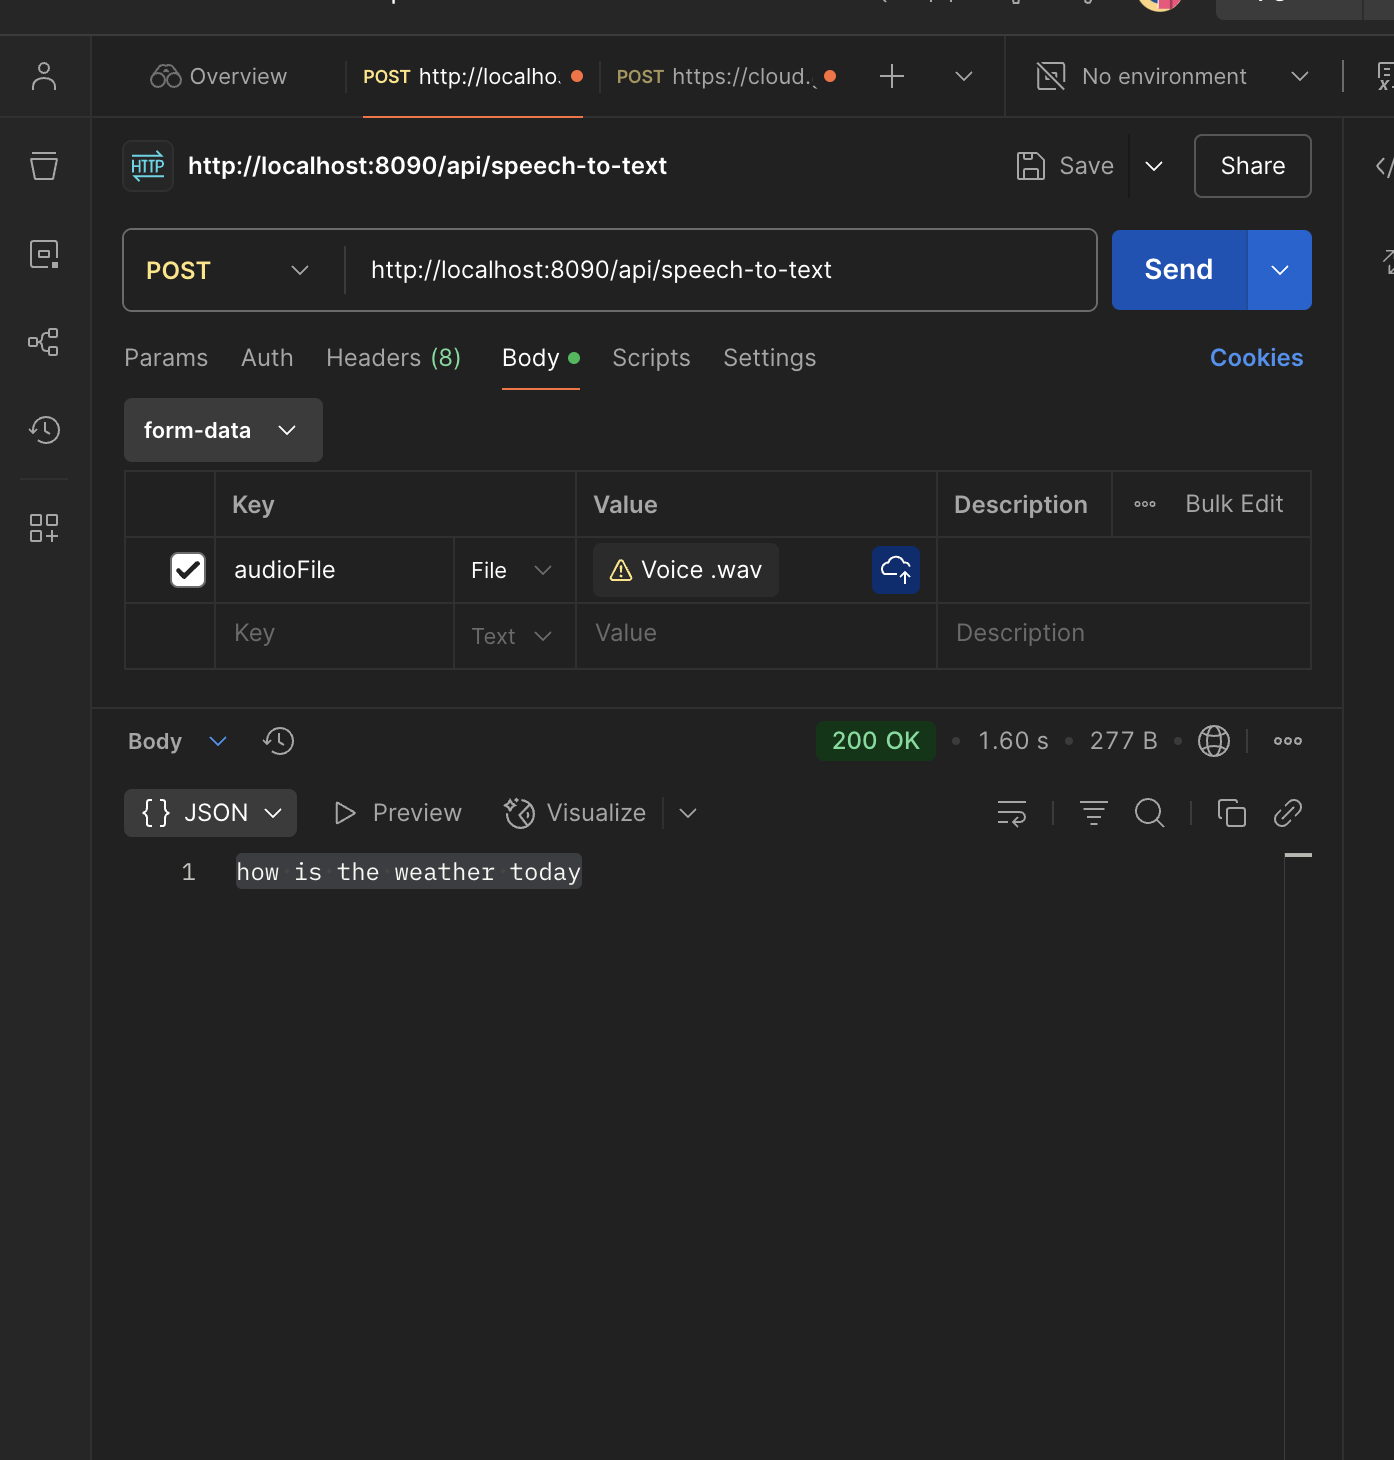 Overview
POST http://localho.
POST https://cloud.
No environment
HTTP
http://localhost:8090/api/speech-to-text
Save
Share
POST
http://localhost:8090/api/speech-to-text
Send
Params
Auth
Headers (8)
Body
Scripts
Settings
Cookies
form-data
Key
Value
Description
Bulk Edit
audioFile
File
Voice .wav
Key
Text
Value
Description
Body
200 OK
1.60 s
277 B
{} JSON
Preview
Visualize
1
how is the weather today